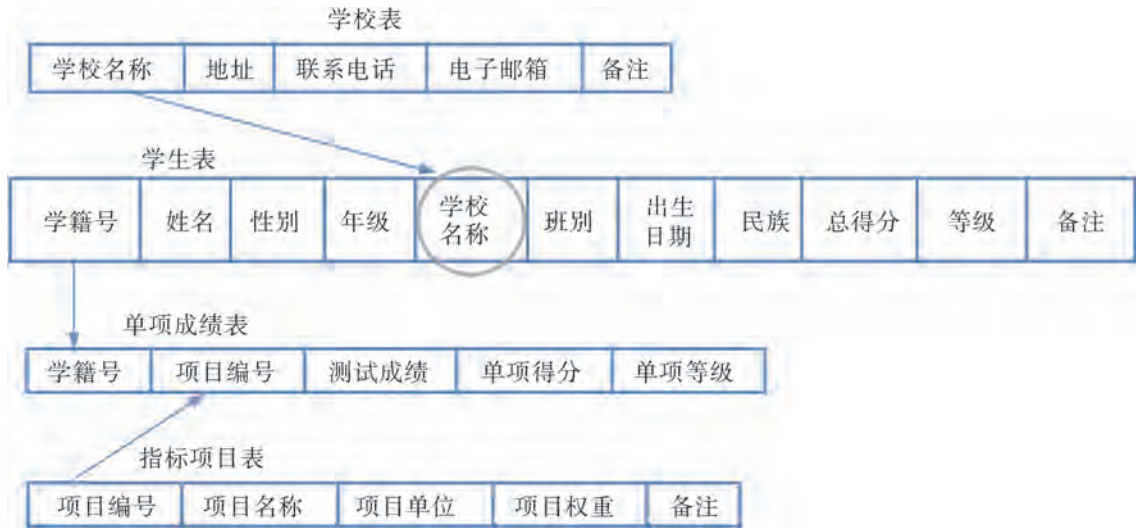 学校表
学校名称 地址 联系电话 电子邮箱 备注
学生表
学籍号 姓名 性别 年级 学校名称 班别 出生日期 民族 总得分 等级 备注
单项成绩表
学籍号 项目编号 测试成绩 单项得分 单项等级
指标项目表
项目编号 项目名称 项目单位 项目权重 备注